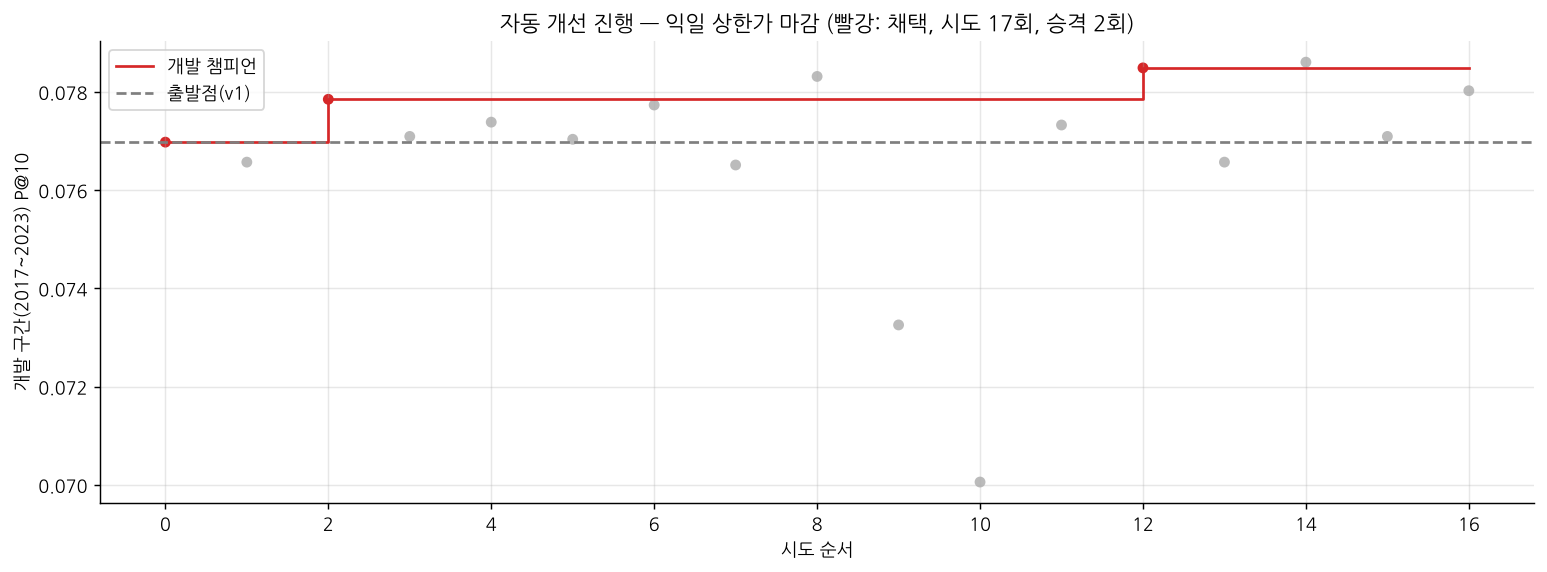 자동 개선 진행 — 익일 상한가 마감 (빨강: 채택, 시도 17회, 승격 2회)
개발 챔피언
출발점(v1)
개발 구간(2017~2023) P@10
0.078
0.076
0.074
0.072
0.070
0 2 4 6 8 10 12 14 16
시도 순서